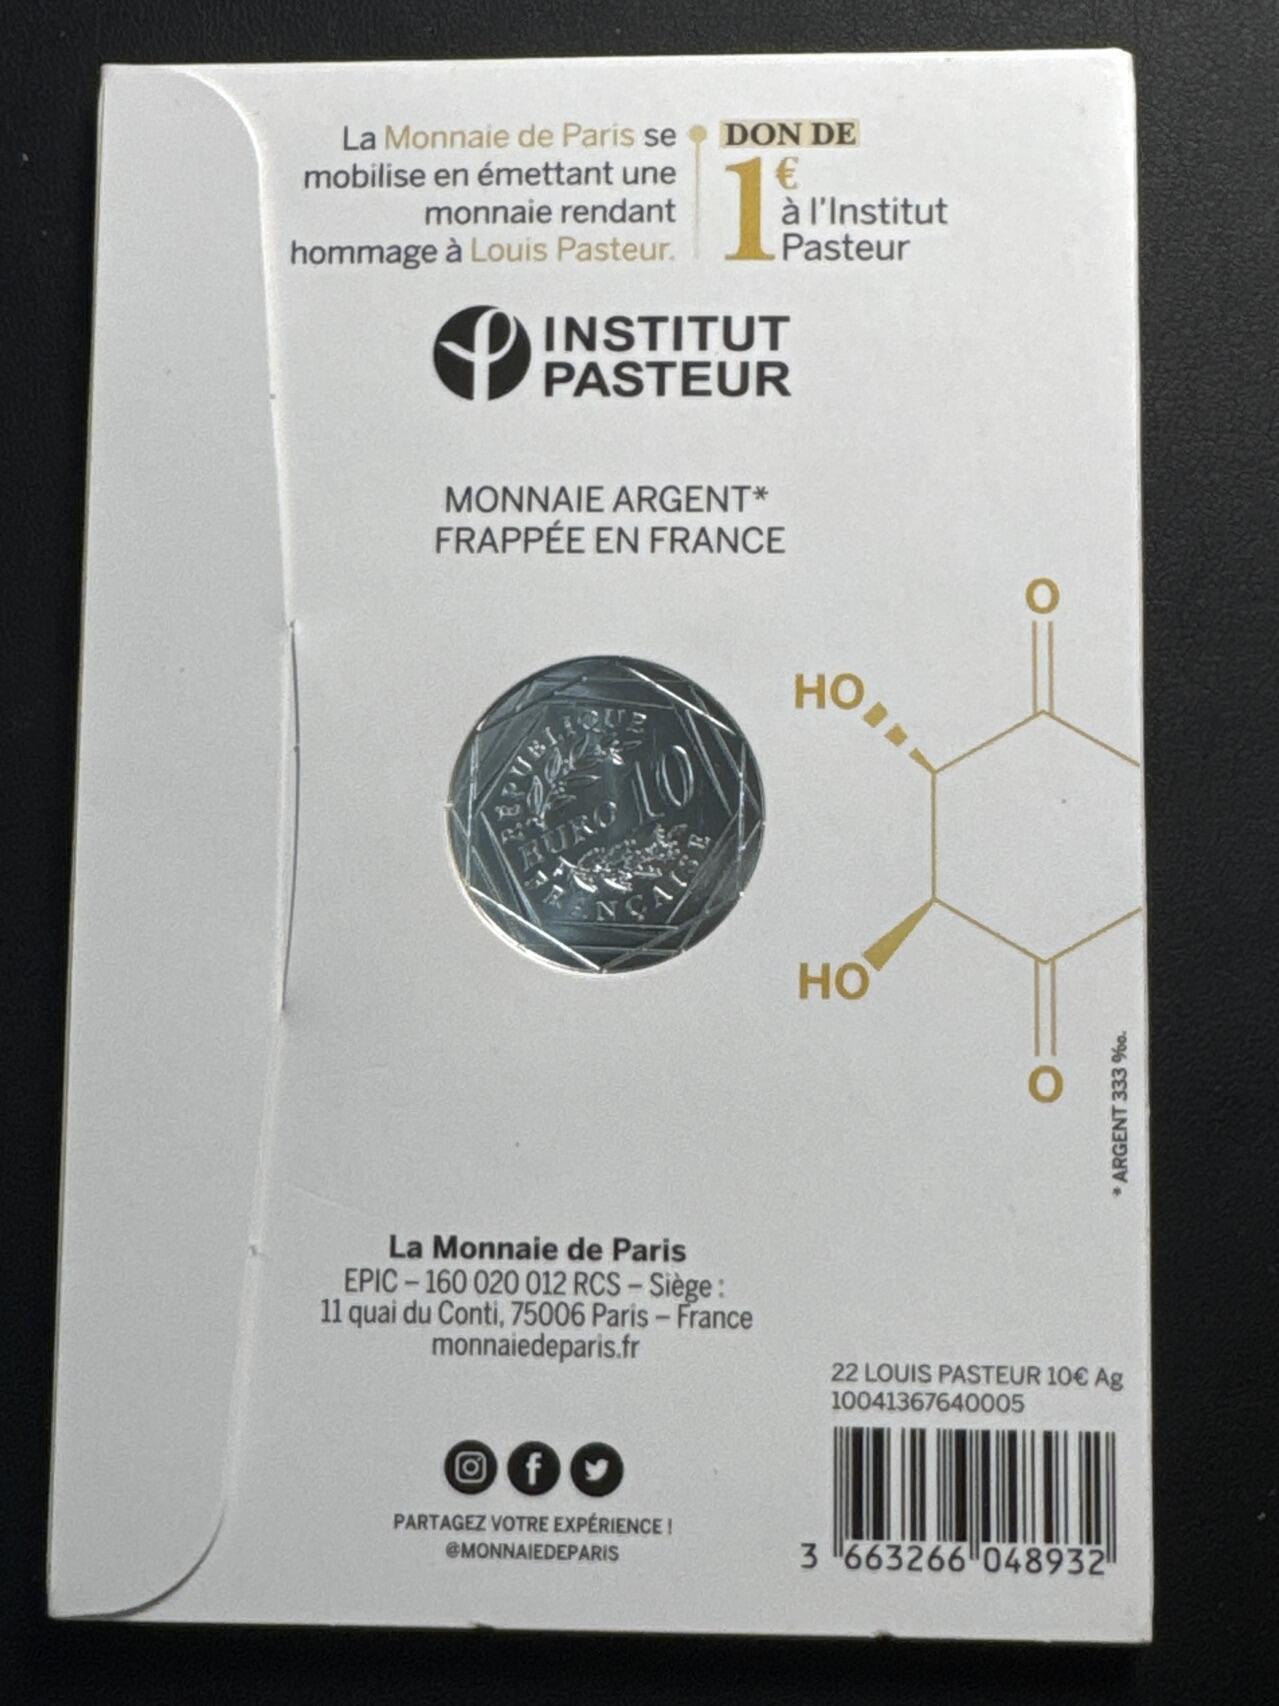 La Monnaie de Paris se
mobilise en émettant une
monnaie rendant
hommage à Louis Pasteur.
DON DE
1€
à l'Institut
Pasteur
INSTITUT
PASTEUR
MONNAIE ARGENT*
FRAPPÉE EN FRANCE
RÉPUBLIQUE
10
EURO
FRANÇAISE
O
HO
HO
O
* ARGENT 333 ‰.
La Monnaie de Paris
EPIC – 160 020 012 RCS – Siège :
11 quai du Conti, 75006 Paris – France
monnaiedeparis.fr
22 LOUIS PASTEUR 10€ Ag
10041367640005
PARTAGEZ VOTRE EXPÉRIENCE !
@MONNAIEDEPARIS
3 663266 048932